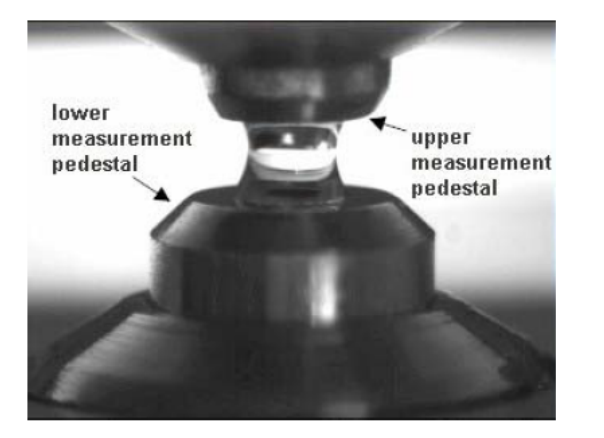 lower
measurement
pedestal
upper
measurement
pedestal